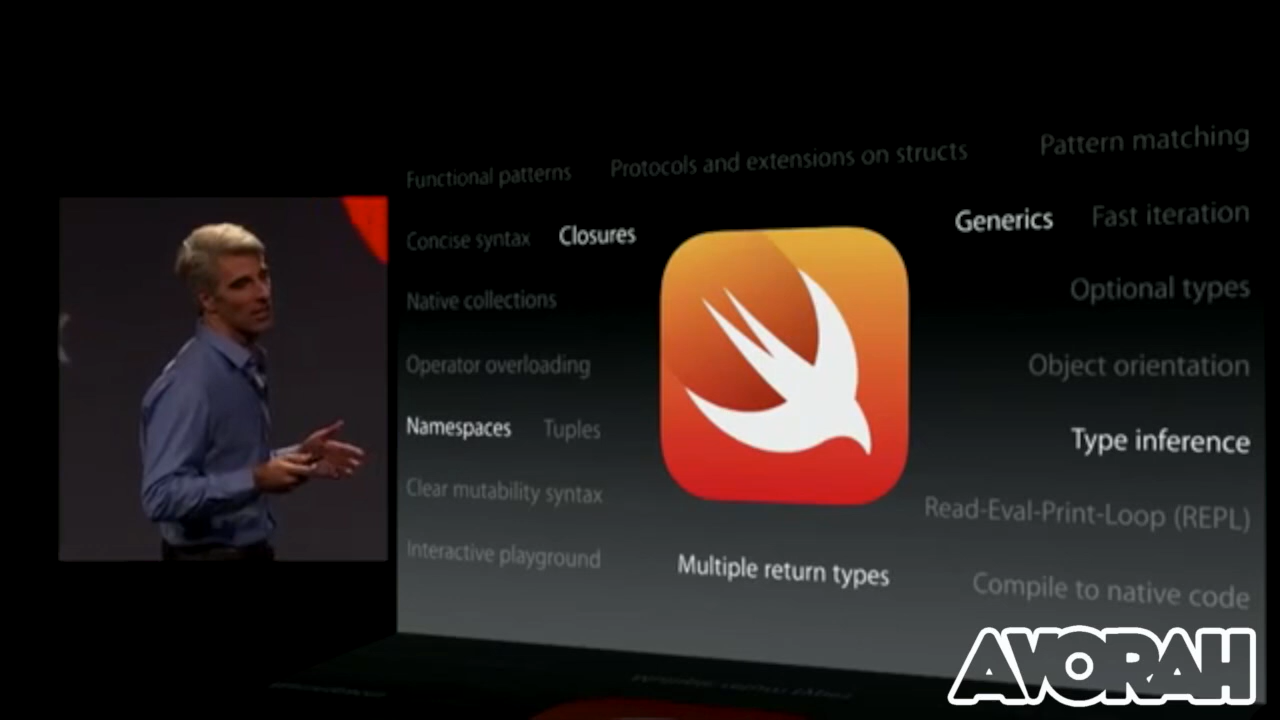 Functional patterns
Protocols and extensions on structs
Pattern matching
Concise syntax
Closures
Generics
Fast iteration
Native collections
Optional types
Operator overloading
Object orientation
Namespaces
Tuples
Type inference
Clear mutability syntax
Read-Eval-Print-Loop (REPL)
Interactive playground
Multiple return types
Compile to native code
AYORAH